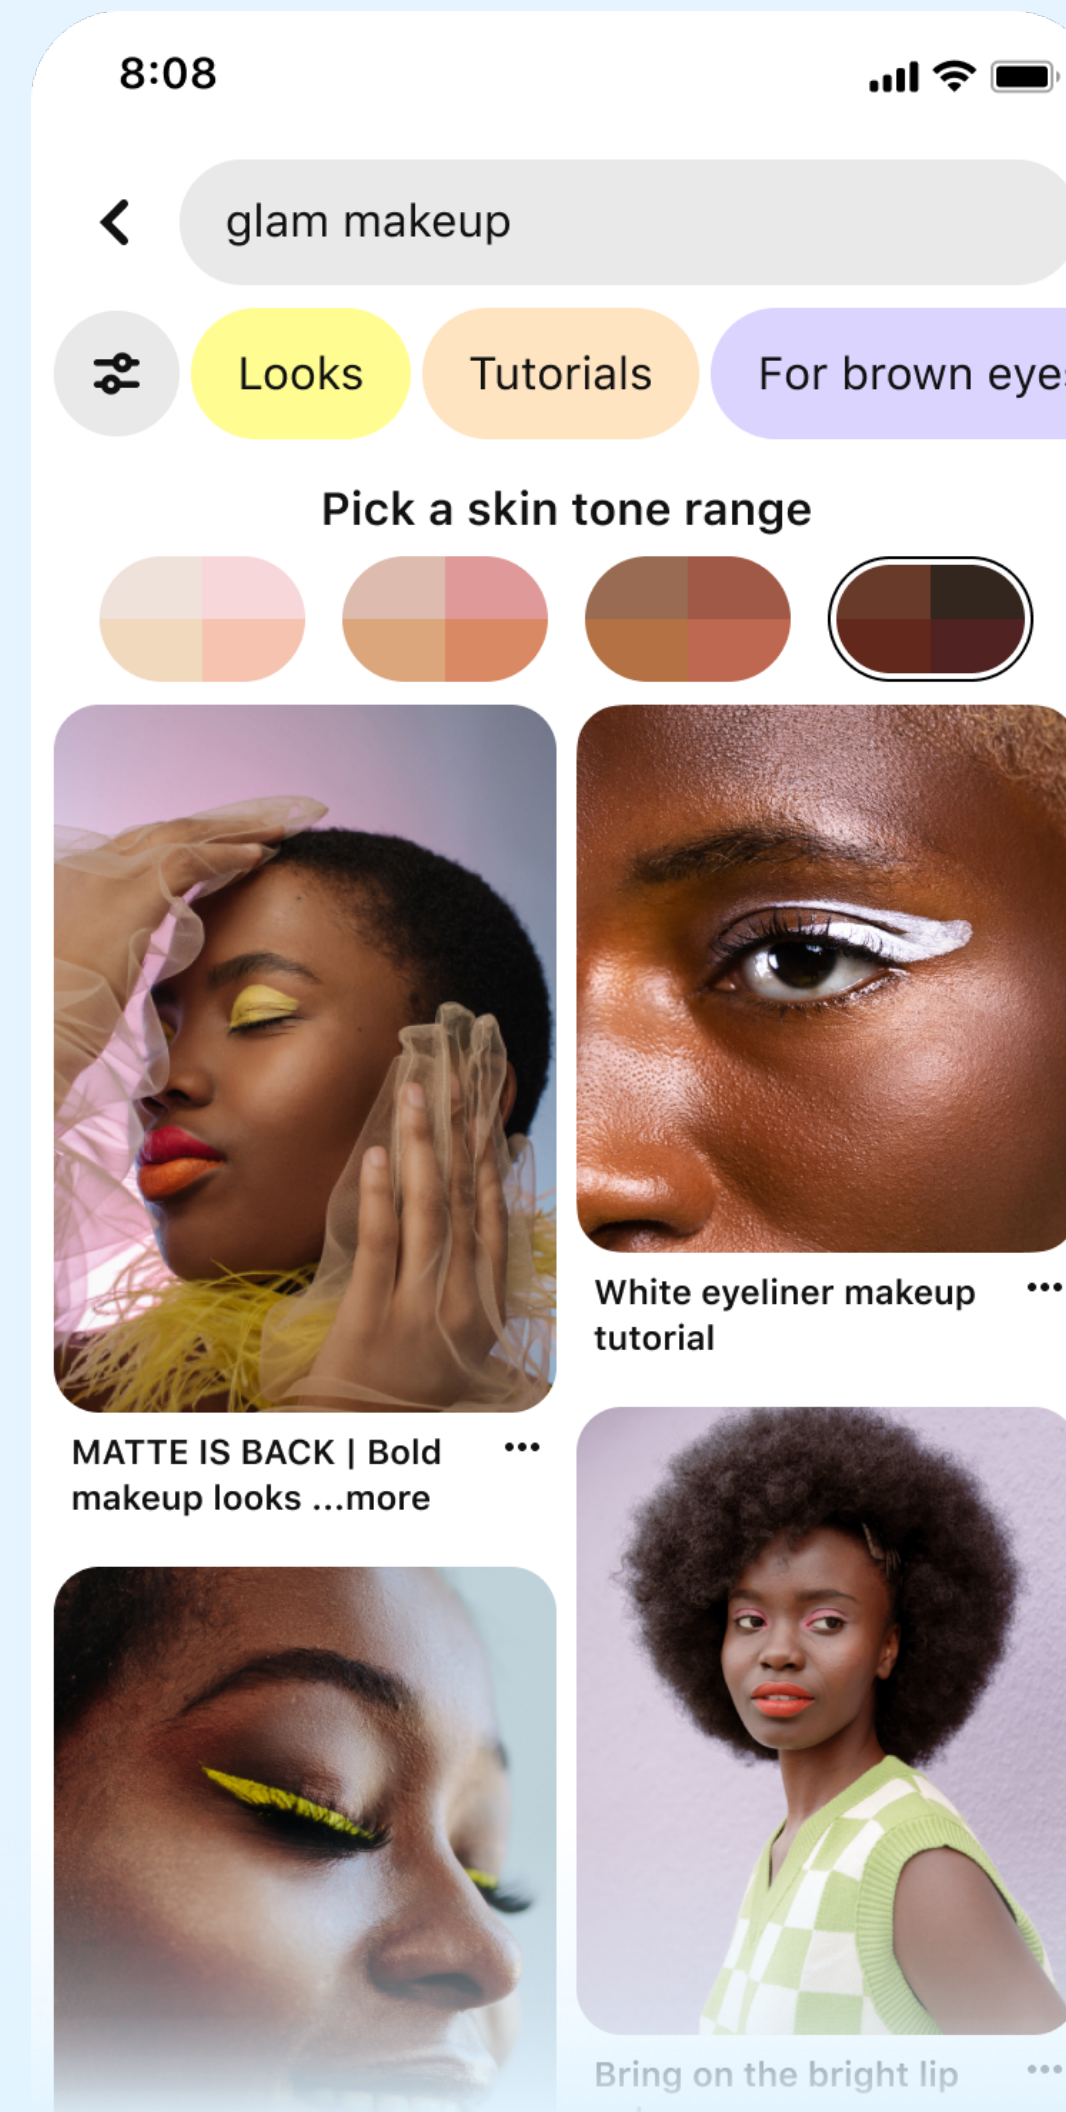 8:08
glam makeup
Looks
Tutorials
For brown eyes
Pick a skin tone range
White eyeliner makeup
tutorial
MATTE IS BACK | Bold
makeup looks ...more
Bring on the bright lip